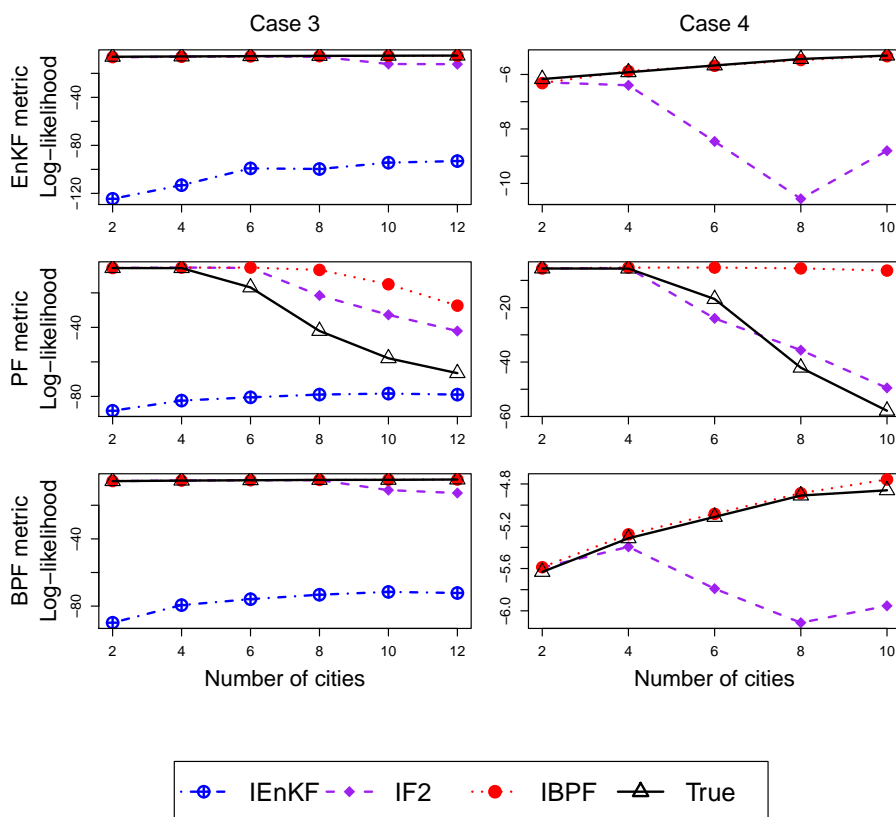 Case 3
Case 4
EnKF metric
Log−likelihood
−40
−80
−120
2 4 6 8 10 12
−6
−8
−10
2 4 6 8 10
PF metric
Log−likelihood
−40
−80
2 4 6 8 10 12
−20
−40
−60
2 4 6 8 10
BPF metric
Log−likelihood
−40
−80
2 4 6 8 10 12
Number of cities
−4.8
−5.2
−5.6
−6.0
2 4 6 8 10
Number of cities
IEnKF IF2 IBPF True